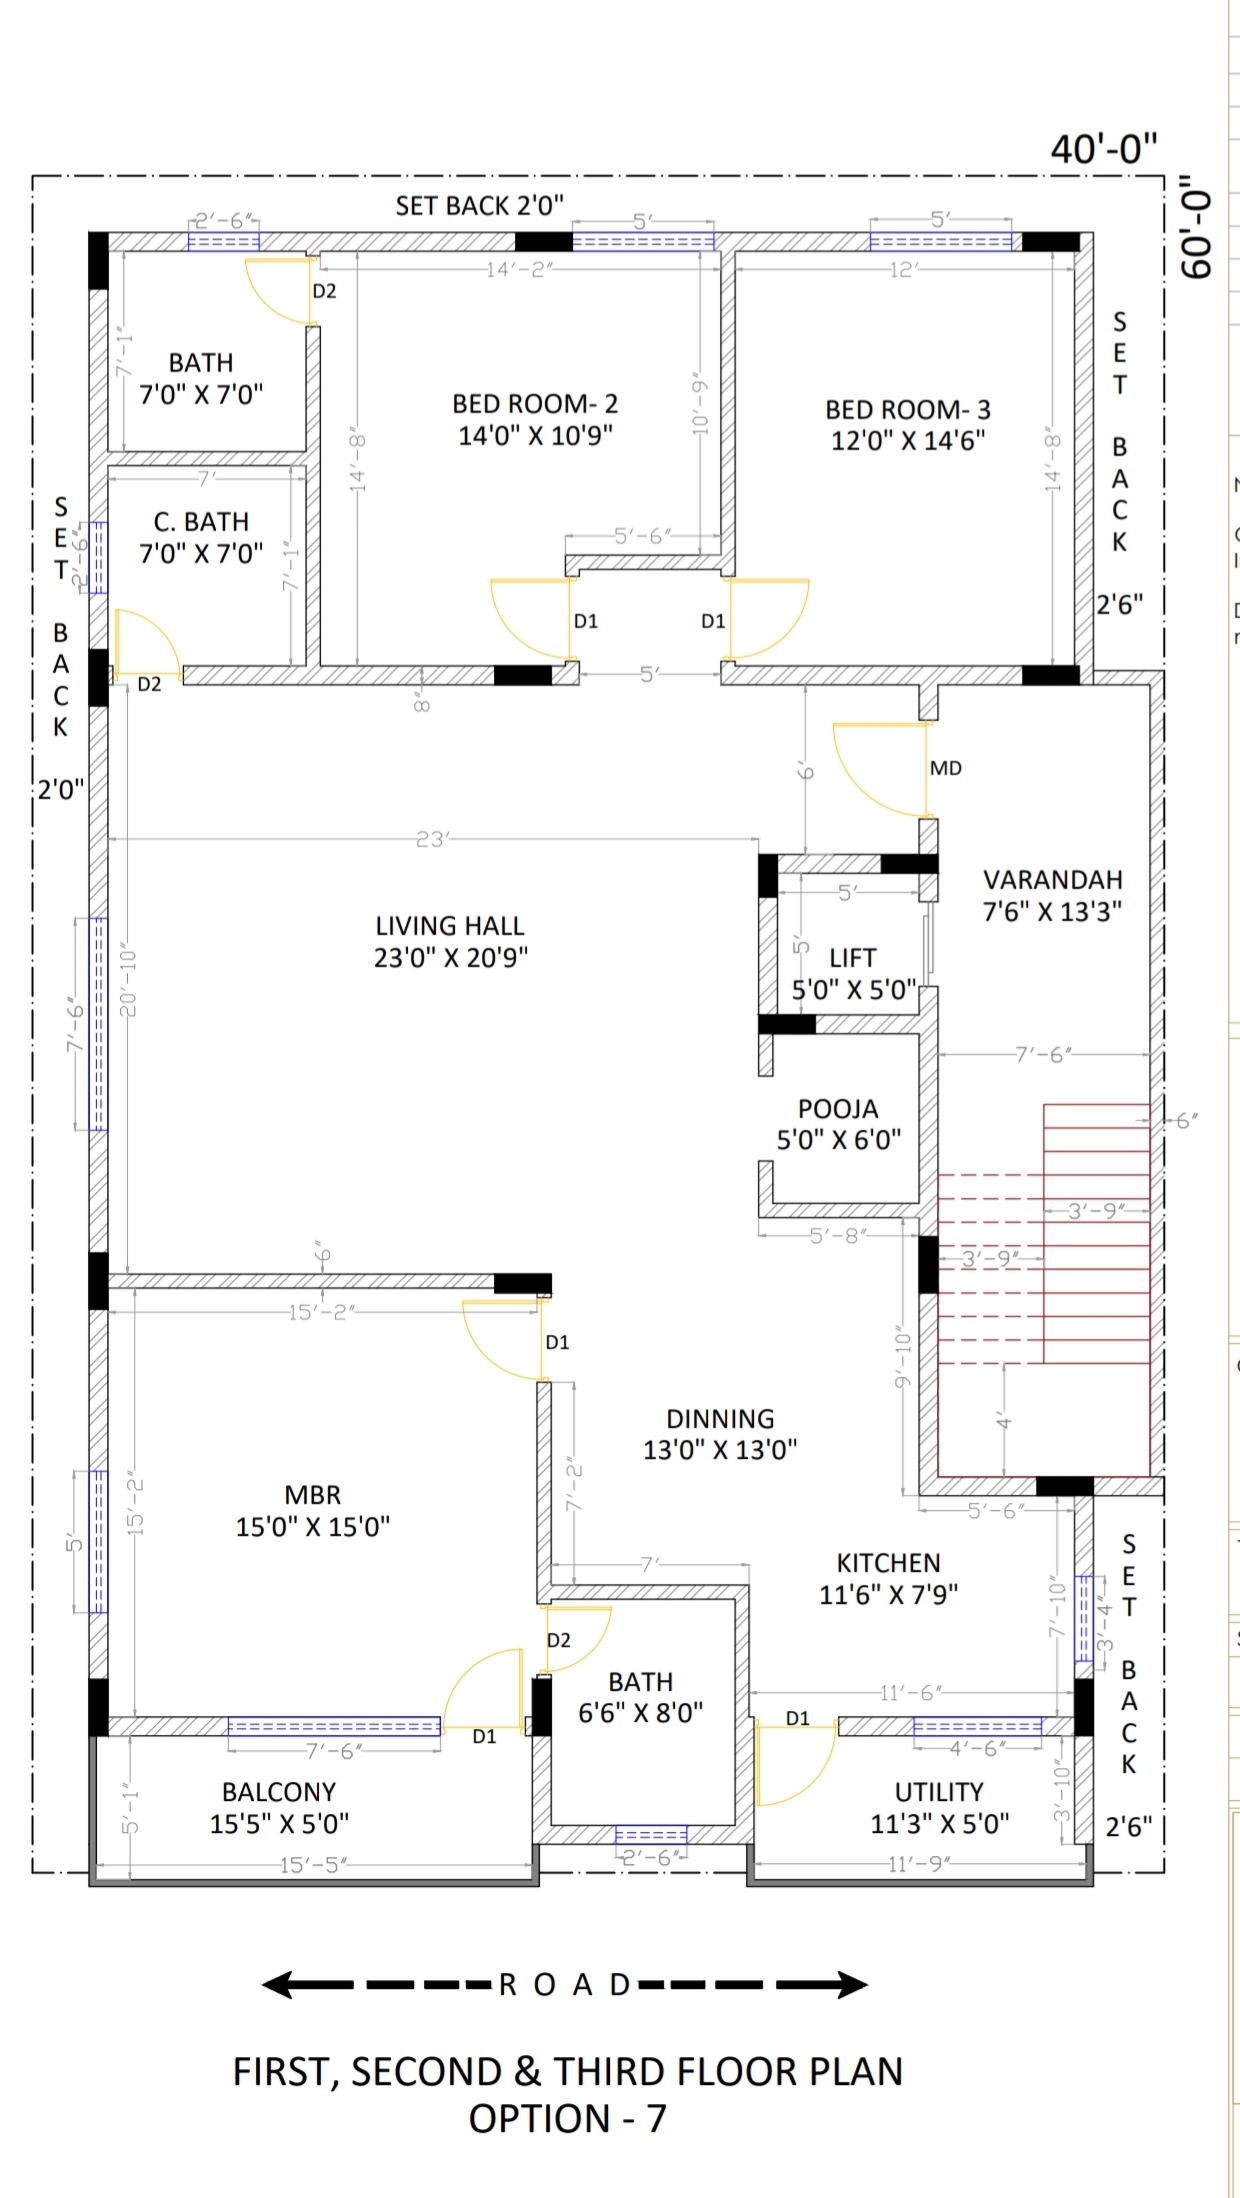 40'-0"
60'-0"
SET BACK 2'0"
2'-6"
5'
5'
14'-2"
12'
D2
7'-1"
BATH
7'0" X 7'0"
BED ROOM- 2
14'0" X 10'9"
10'-9"
14'-8"
BED ROOM- 3
12'0" X 14'6"
14'-8"
SET BACK
2'6"
7'
C. BATH
7'0" X 7'0"
7'-1"
2'-6"
SET BACK
2'0"
5'-6"
D1
D1
D2
5'
8"
6'
MD
23'
VARANDAH
7'6" X 13'3"
5'
5'
LIFT
5'0" X 5'0"
LIVING HALL
23'0" X 20'9"
20'-10"
7'-6"
7'-6"
POOJA
5'0" X 6'0"
6"
3'-9"
5'-8"
3'-9"
6"
15'-2"
D1
9'-10"
4'
DINNING
13'0" X 13'0"
7'-2"
MBR
15'0" X 15'0"
15'-2"
5'
5'-6"
7'
KITCHEN
11'6" X 7'9"
7'-10"
3'-4"
SET BACK
2'6"
D2
BATH
6'6" X 8'0"
11'-6"
D1
D1
7'-6"
4'-6"
BALCONY
15'5" X 5'0"
5'-1"
UTILITY
11'3" X 5'0"
3'-10"
15'-5"
2'-6"
11'-9"
ROAD
FIRST, SECOND & THIRD FLOOR PLAN
OPTION - 7